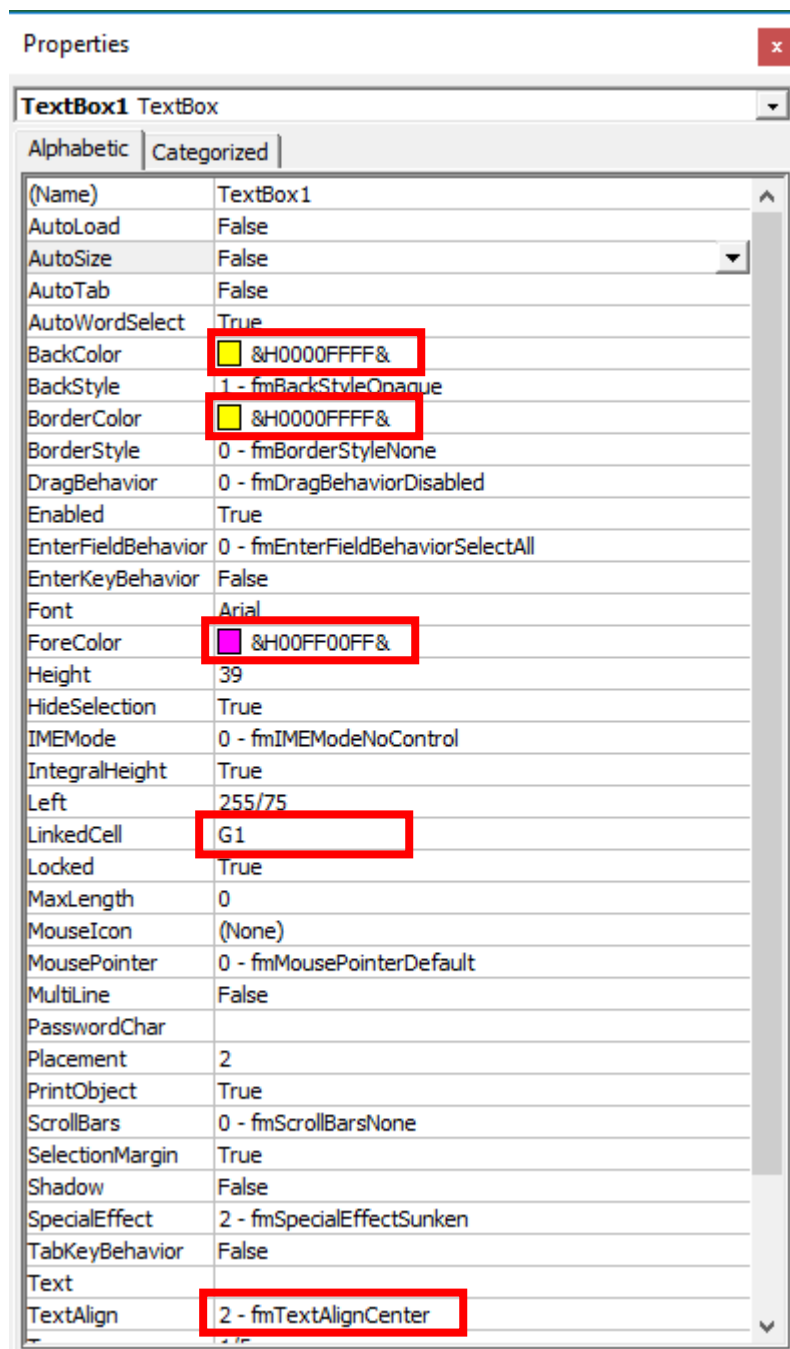 Properties
x
TextBox1 TextBox
Alphabetic Categorized
(Name) TextBox1
AutoLoad False
AutoSize False
AutoTab False
AutoWordSelect True
BackColor &H0000FFFF&
BackStyle 1 - fmBackStyleOpaque
BorderColor &H0000FFFF&
BorderStyle 0 - fmBorderStyleNone
DragBehavior 0 - fmDragBehaviorDisabled
Enabled True
EnterFieldBehavior 0 - fmEnterFieldBehaviorSelectAll
EnterKeyBehavior False
Font Arial
ForeColor &H00FF00FF&
Height 39
HideSelection True
IMEMode 0 - fmIMEModeNoControl
IntegralHeight True
Left 255/75
LinkedCell G1
Locked True
MaxLength 0
MouseIcon (None)
MousePointer 0 - fmMousePointerDefault
MultiLine False
PasswordChar
Placement 2
PrintObject True
ScrollBars 0 - fmScrollBarsNone
SelectionMargin True
Shadow False
SpecialEffect 2 - fmSpecialEffectSunken
TabKeyBehavior False
Text
TextAlign 2 - fmTextAlignCenter